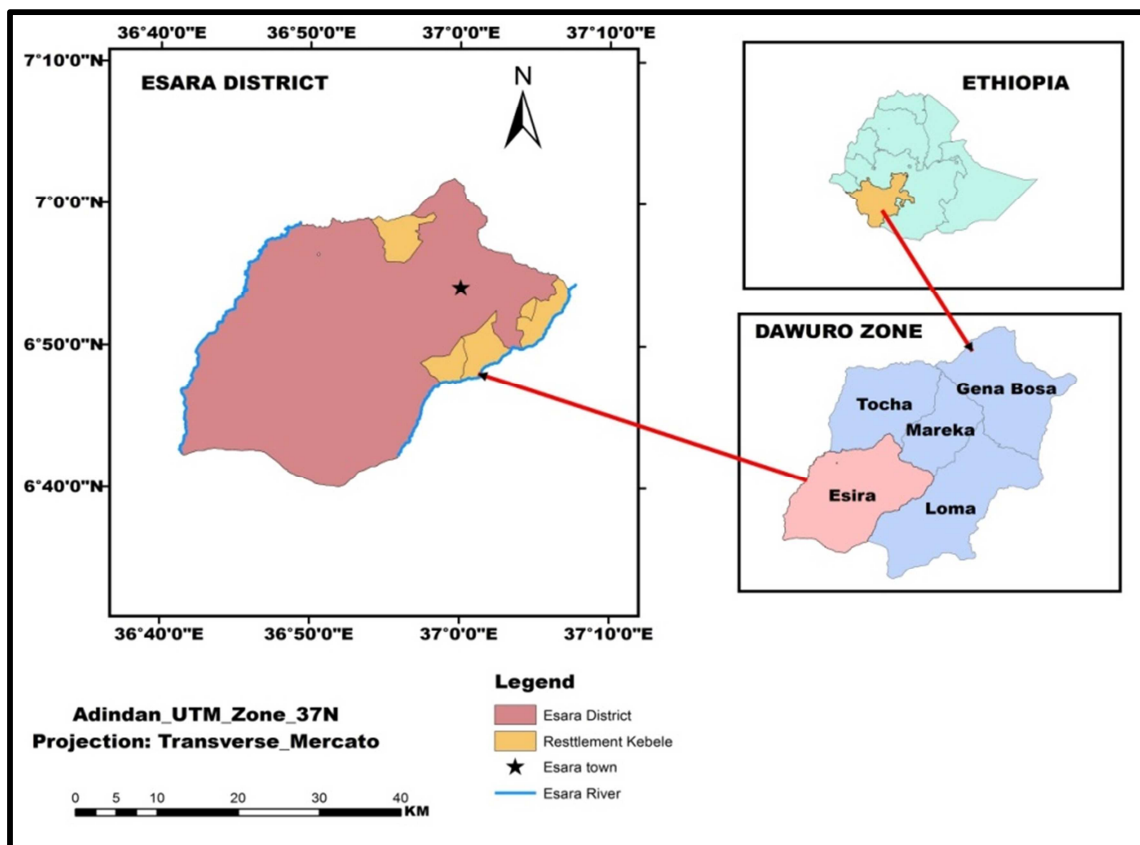 36°40'0"E 36°50'0"E 37°0'0"E 37°10'0"E
7°10'0"N
7°0'0"N
6°50'0"N
6°40'0"N
ESARA DISTRICT
N
36°40'0"E 36°50'0"E 37°0'0"E 37°10'0"E
ETHIOPIA
DAWURO ZONE
Gena Bosa
Tocha
Mareka
Esira
Loma
Legend
Esara District
Resttlement Kebele
Esara town
Esara River
Adindan_UTM_Zone_37N
Projection: Transverse_Mercato
0 5 10 20 30 40
KM